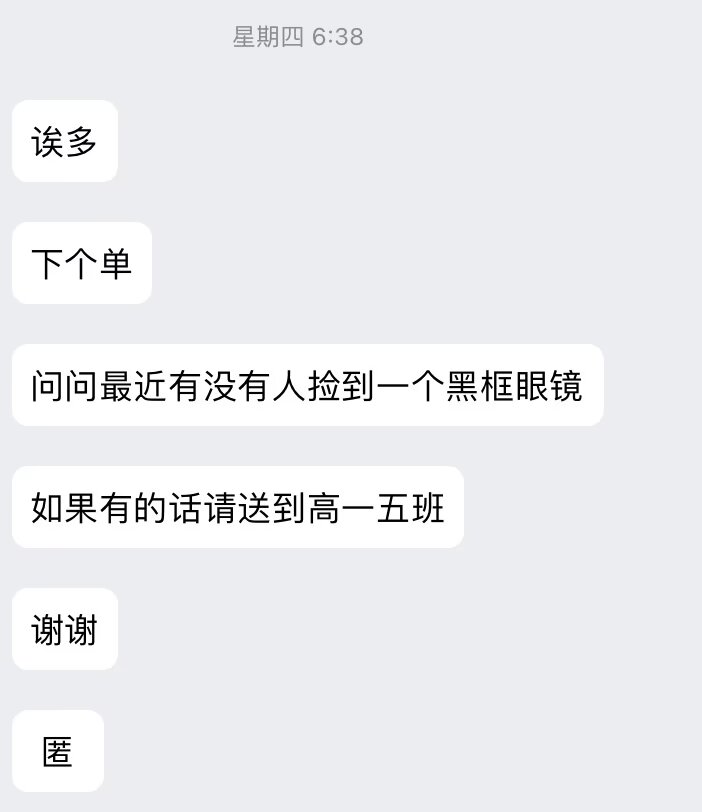 星期四 6:38
诶多
下个单
问问最近有没有人捡到一个黑框眼镜
如果有的话请送到高一五班
谢谢
匿